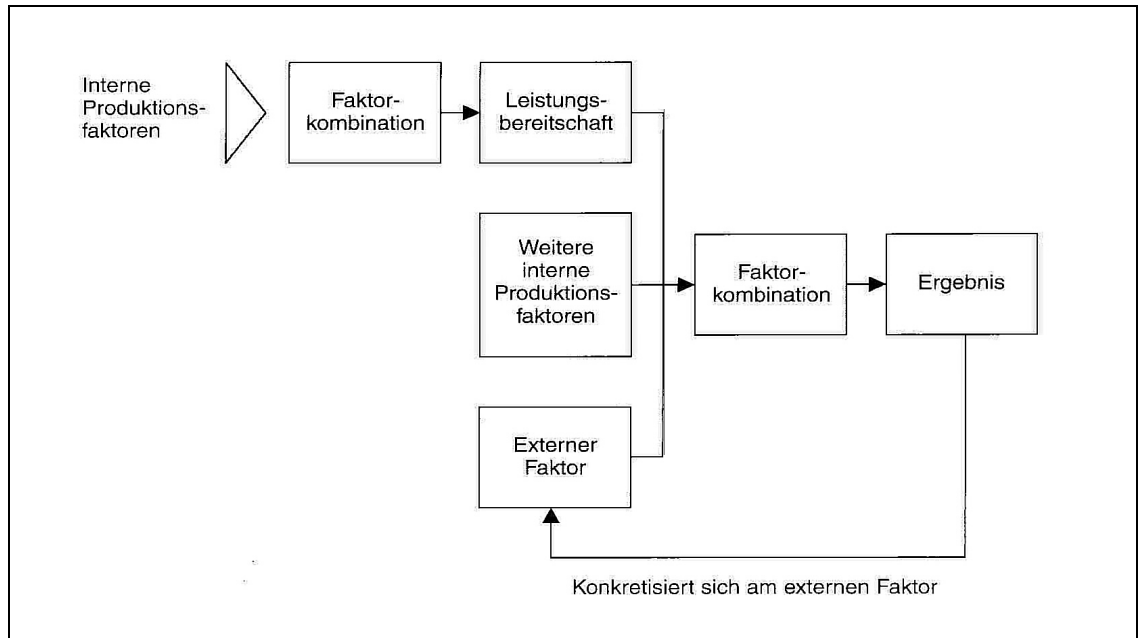 Interne
Produktions-
faktoren
Faktor-
kombination
Leistungs-
bereitschaft
Weitere
interne
Produktions-
faktoren
Faktor-
kombination
Ergebnis
Externer
Faktor
Konkretisiert sich am externen Faktor